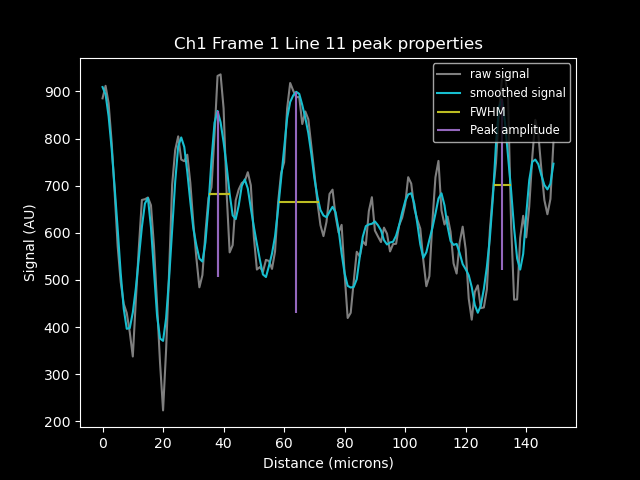 Ch1 Frame 1 Line 11 peak properties
raw signal
smoothed signal
FWHM
Peak amplitude
Signal (AU)
900
800
700
600
500
400
300
200
0 20 40 60 80 100 120 140
Distance (microns)